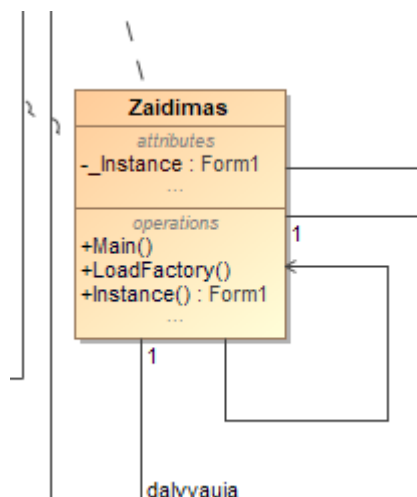 Zaidimas
attributes
-_Instance : Form1
...
operations
+Main()
+LoadFactory()
+Instance() : Form1
...
1
1
dalyvauja